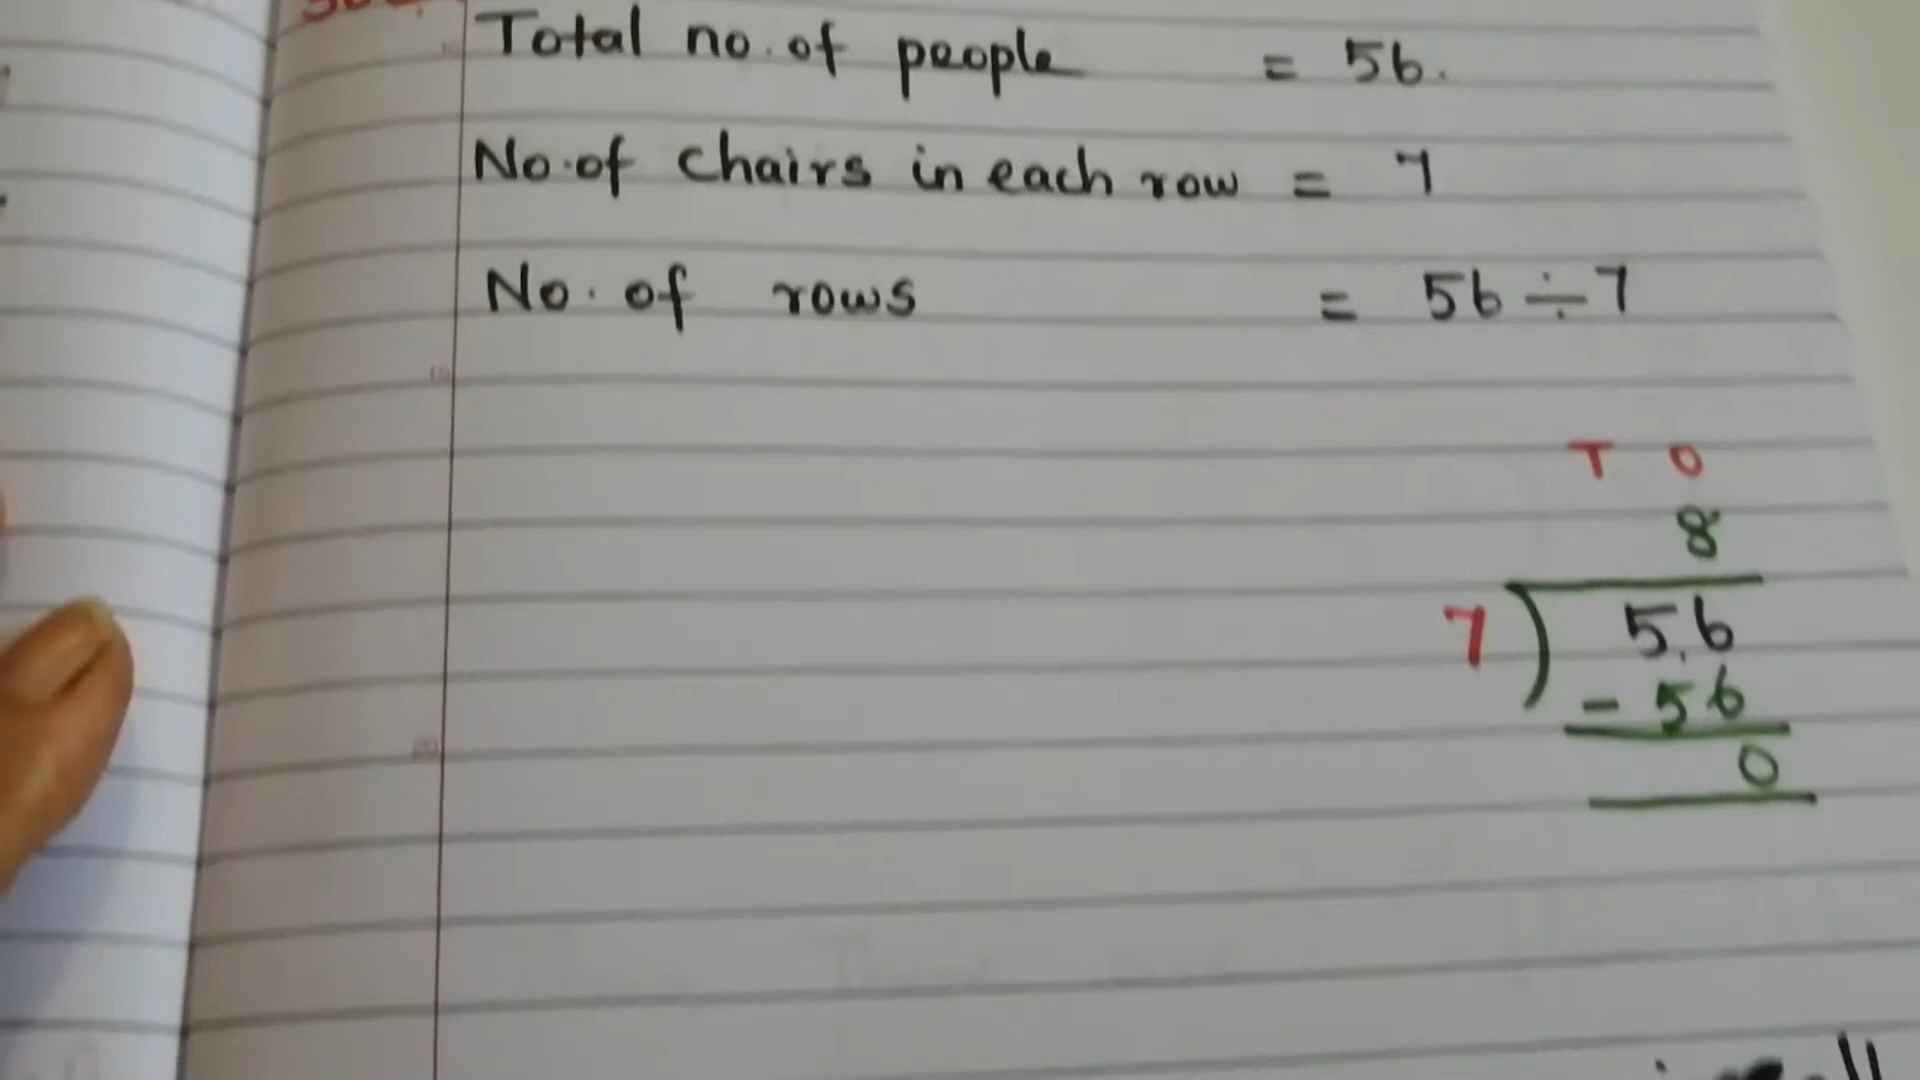 Total no. of people = 56.
No. of chairs in each row = 7
No. of rows = 56 ÷ 7
T O
8
7 ) 56
- 56
0